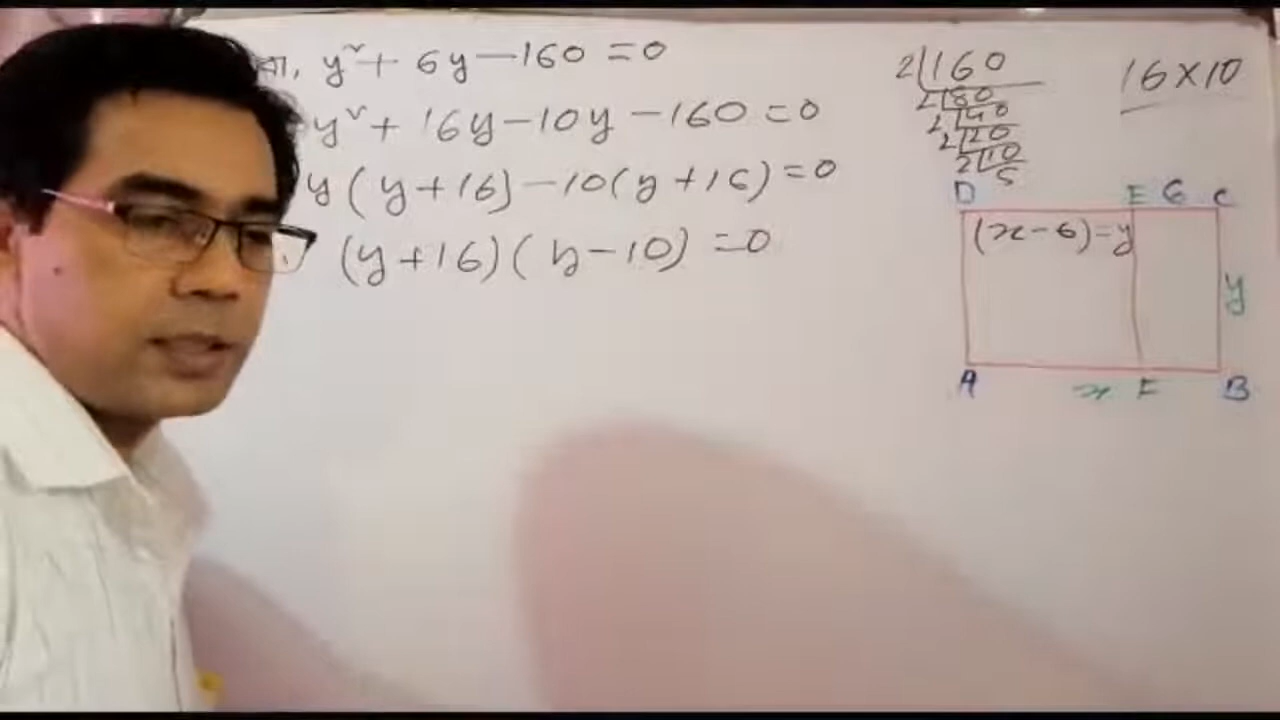 বা, y² + 6y — 160 = 0
y² + 16y — 10y — 160 = 0
y (y + 16) — 10 (y + 16) = 0
(y + 16) (y — 10) = 0
2 160
2 80
2 40
2 20
2 10
5
16 × 10
D E 6 C
(x - 6) = y
y
A x F B